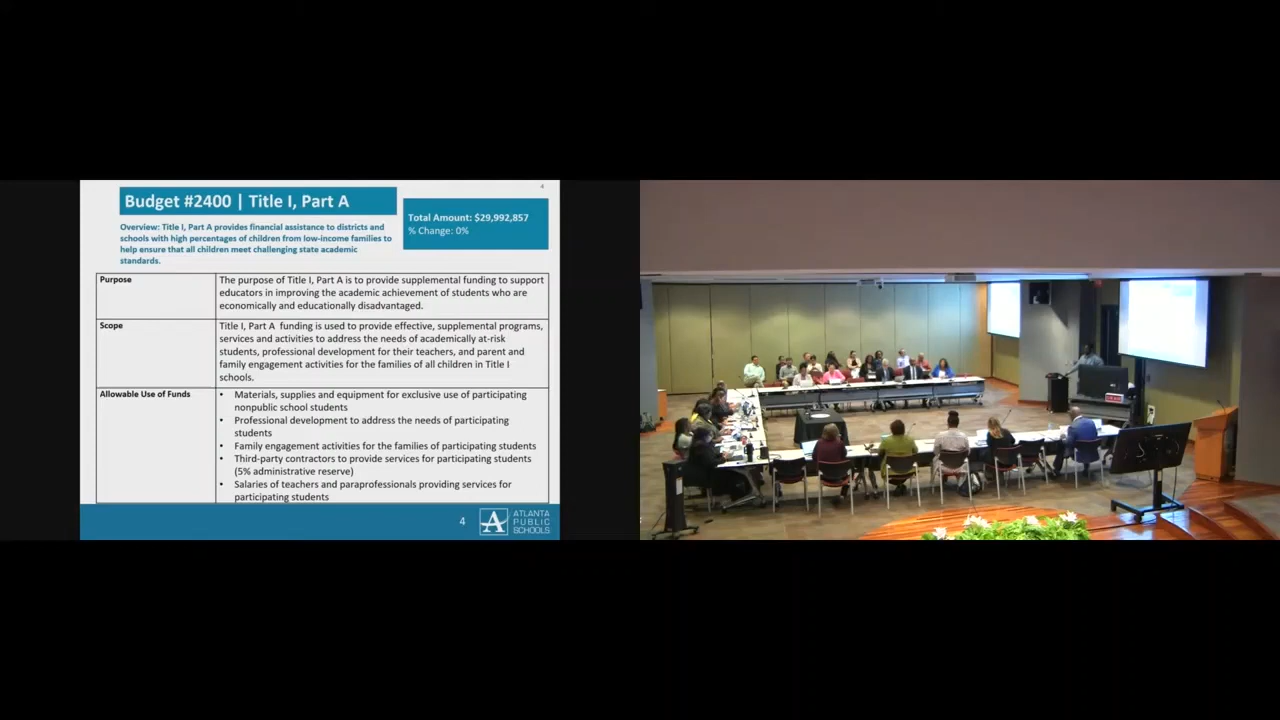 4
Budget #2400 | Title I, Part A
Total Amount: $29,992,857
% Change: 0%
Overview: Title I, Part A provides financial assistance to districts and
schools with high percentages of children from low-income families to
help ensure that all children meet challenging state academic
standards.
Purpose
The purpose of Title I, Part A is to provide supplemental funding to support
educators in improving the academic achievement of students who are
economically and educationally disadvantaged.
Scope
Title I, Part A funding is used to provide effective, supplemental programs,
services and activities to address the needs of academically at-risk
students, professional development for their teachers, and parent and
family engagement activities for the families of all children in Title I
schools.
Allowable Use of Funds
• Materials, supplies and equipment for exclusive use of participating
nonpublic school students
• Professional development to address the needs of participating
students
• Family engagement activities for the families of participating students
• Third-party contractors to provide services for participating students
(5% administrative reserve)
• Salaries of teachers and paraprofessionals providing services for
participating students
4
A
ATLANTA
PUBLIC
SCHOOLS